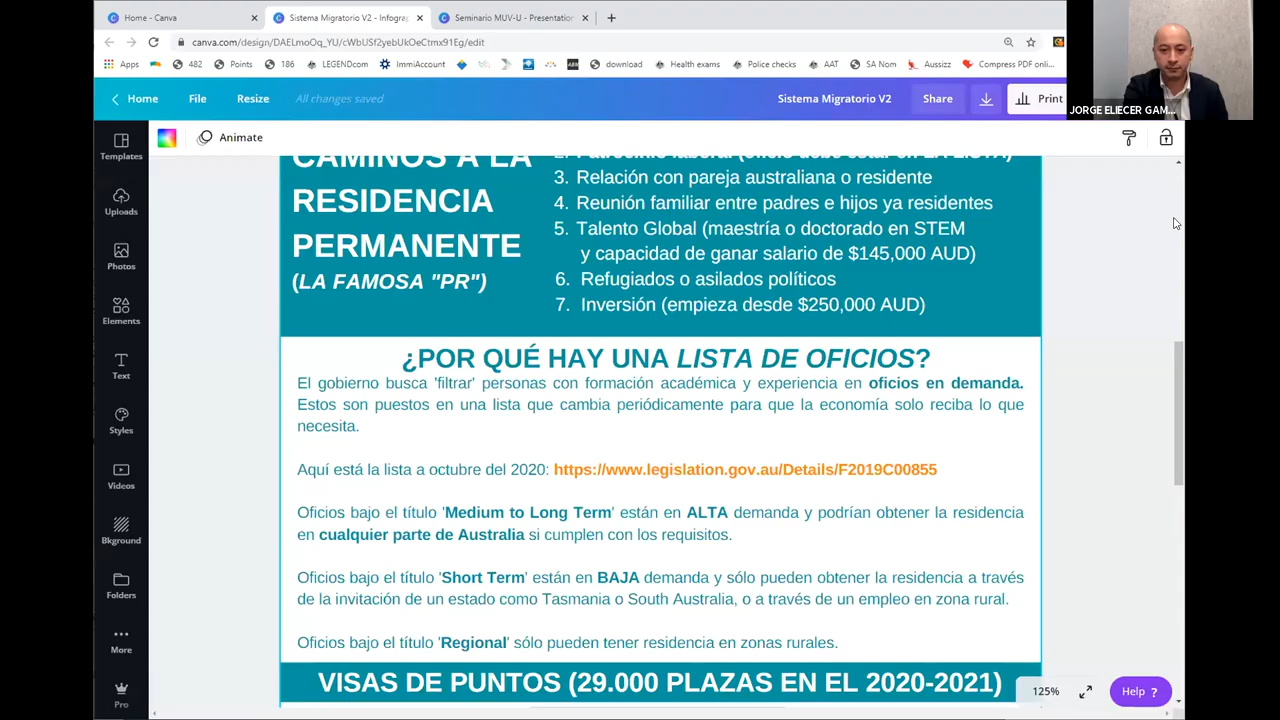 Home - Canva
Sistema Migratorio V2 - Infogra
Seminario MUV-U - Presentation
canva.com/design/DAELmoOq_YU/cWbUSf2yebUkOeCtmx91Eg/edit
Apps 482 Points 186 LEGENDcom ImmiAccount download Health exams Police checks AAT SA Nom Aussizz Compress PDF onli...
JORGE ELIECER GAM...
Home File Resize All changes saved Sistema Migratorio V2 Share Print
Animate
Templates
Uploads
Photos
Elements
Text
Styles
Videos
Bkground
Folders
More
Pro
CAMINOS A LA
RESIDENCIA
PERMANENTE
(LA FAMOSA "PR")
2. Patrocinio laboral (oficio debe estar en LA LISTA)
3. Relación con pareja australiana o residente
4. Reunión familiar entre padres e hijos ya residentes
5. Talento Global (maestría o doctorado en STEM
y capacidad de ganar salario de $145,000 AUD)
6. Refugiados o asilados políticos
7. Inversión (empieza desde $250,000 AUD)
¿POR QUÉ HAY UNA LISTA DE OFICIOS?
El gobierno busca 'filtrar' personas con formación académica y experiencia en oficios en demanda.
Estos son puestos en una lista que cambia periódicamente para que la economía solo reciba lo que
necesita.
Aquí está la lista a octubre del 2020: https://www.legislation.gov.au/Details/F2019C00855
Oficios bajo el título 'Medium to Long Term' están en ALTA demanda y podrían obtener la residencia
en cualquier parte de Australia si cumplen con los requisitos.
Oficios bajo el título 'Short Term' están en BAJA demanda y sólo pueden obtener la residencia a través
de la invitación de un estado como Tasmania o South Australia, o a través de un empleo en zona rural.
Oficios bajo el título 'Regional' sólo pueden tener residencia en zonas rurales.
VISAS DE PUNTOS (29.000 PLAZAS EN EL 2020-2021)
125%
Help ?